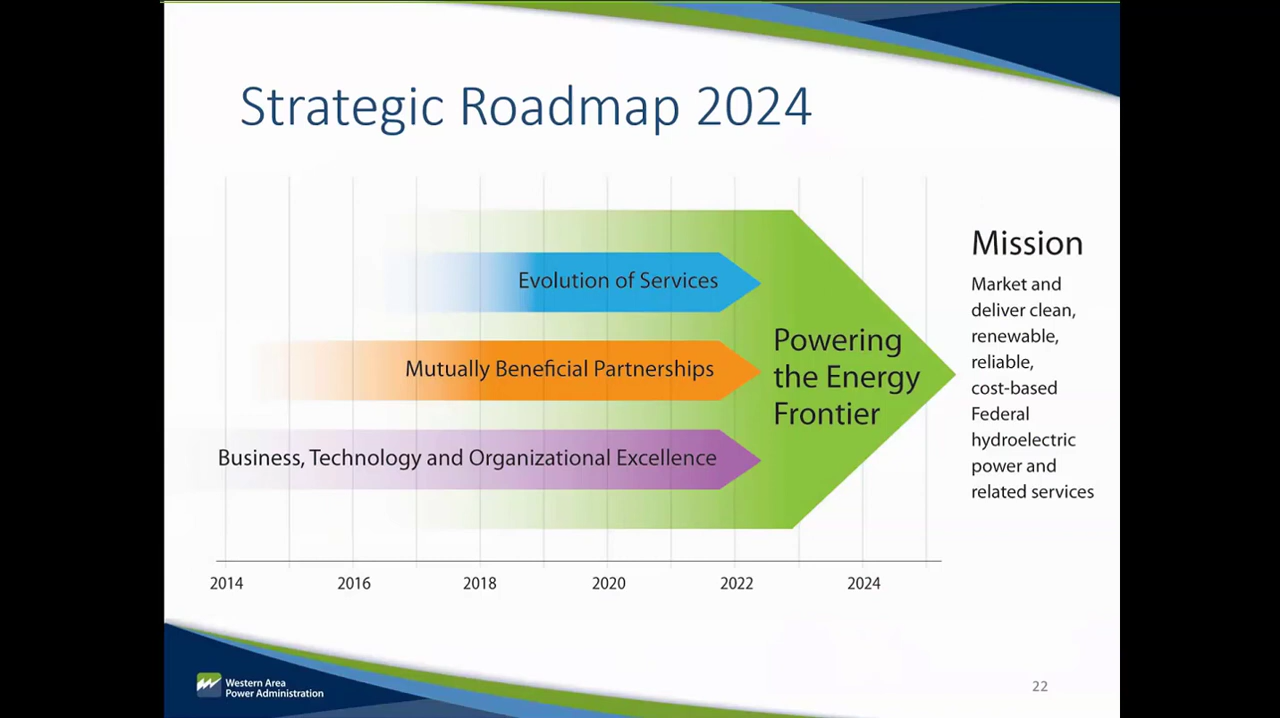 Strategic Roadmap 2024
Evolution of Services
Mutually Beneficial Partnerships
Business, Technology and Organizational Excellence
Powering
the Energy
Frontier
Mission
Market and
deliver clean,
renewable,
reliable,
cost-based
Federal
hydroelectric
power and
related services
2014 2016 2018 2020 2022 2024
Western Area
Power Administration
22